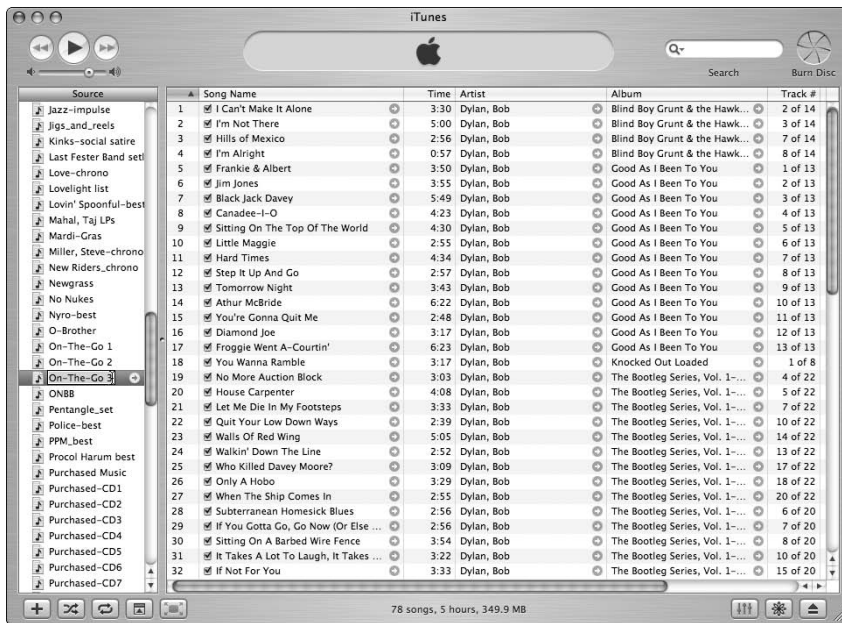 iTunes
Search
Burn Disc
Source
Jazz-impulse
Jigs_and_reels
Kinks-social satire
Last Fester Band setl
Love-chrono
Lovelight list
Lovin' Spoonful-best
Mahal, Taj LPs
Mardi-Gras
Miller, Steve-chrono
New Riders_chrono
Newgrass
No Nukes
Nyro-best
O-Brother
On-The-Go 1
On-The-Go 2
On-The-Go 3
ONBB
Pentangle_set
Police-best
PPM_best
Procol Harum best
Purchased Music
Purchased-CD1
Purchased-CD2
Purchased-CD3
Purchased-CD4
Purchased-CD5
Purchased-CD6
Purchased-CD7
Song Name Time Artist Album Track #
1 I Can't Make It Alone 3:30 Dylan, Bob Blind Boy Grunt & the Hawk... 2 of 14
2 I'm Not There 5:00 Dylan, Bob Blind Boy Grunt & the Hawk... 3 of 14
3 Hills of Mexico 2:56 Dylan, Bob Blind Boy Grunt & the Hawk... 7 of 14
4 I'm Alright 0:57 Dylan, Bob Blind Boy Grunt & the Hawk... 8 of 14
5 Frankie & Albert 3:50 Dylan, Bob Good As I Been To You 1 of 13
6 Jim Jones 3:55 Dylan, Bob Good As I Been To You 2 of 13
7 Black Jack Davey 5:49 Dylan, Bob Good As I Been To You 3 of 13
8 Canadee-I-O 4:23 Dylan, Bob Good As I Been To You 4 of 13
9 Sitting On The Top Of The World 4:30 Dylan, Bob Good As I Been To You 5 of 13
10 Little Maggie 2:55 Dylan, Bob Good As I Been To You 6 of 13
11 Hard Times 4:34 Dylan, Bob Good As I Been To You 7 of 13
12 Step It Up And Go 2:57 Dylan, Bob Good As I Been To You 8 of 13
13 Tomorrow Night 3:43 Dylan, Bob Good As I Been To You 9 of 13
14 Athur McBride 6:22 Dylan, Bob Good As I Been To You 10 of 13
15 You're Gonna Quit Me 2:48 Dylan, Bob Good As I Been To You 11 of 13
16 Diamond Joe 3:17 Dylan, Bob Good As I Been To You 12 of 13
17 Froggie Went A-Courtin' 6:23 Dylan, Bob Good As I Been To You 13 of 13
18 You Wanna Ramble 3:17 Dylan, Bob Knocked Out Loaded 1 of 8
19 No More Auction Block 3:03 Dylan, Bob The Bootleg Series, Vol. 1-... 4 of 22
20 House Carpenter 4:08 Dylan, Bob The Bootleg Series, Vol. 1-... 5 of 22
21 Let Me Die In My Footsteps 3:33 Dylan, Bob The Bootleg Series, Vol. 1-... 7 of 22
22 Quit Your Low Down Ways 2:39 Dylan, Bob The Bootleg Series, Vol. 1-... 10 of 22
23 Walls Of Red Wing 5:05 Dylan, Bob The Bootleg Series, Vol. 1-... 14 of 22
24 Walkin' Down The Line 2:52 Dylan, Bob The Bootleg Series, Vol. 1-... 13 of 22
25 Who Killed Davey Moore? 3:09 Dylan, Bob The Bootleg Series, Vol. 1-... 17 of 22
26 Only A Hobo 3:29 Dylan, Bob The Bootleg Series, Vol. 1-... 18 of 22
27 When The Ship Comes In 2:55 Dylan, Bob The Bootleg Series, Vol. 1-... 20 of 22
28 Subterranean Homesick Blues 2:56 Dylan, Bob The Bootleg Series, Vol. 1-... 6 of 20
29 If You Gotta Go, Go Now (Or Else ... 2:56 Dylan, Bob The Bootleg Series, Vol. 1-... 7 of 20
30 Sitting On A Barbed Wire Fence 3:54 Dylan, Bob The Bootleg Series, Vol. 1-... 8 of 20
31 It Takes A Lot To Laugh, It Takes ... 3:22 Dylan, Bob The Bootleg Series, Vol. 1-... 10 of 20
32 If Not For You 3:33 Dylan, Bob The Bootleg Series, Vol. 1-... 15 of 20
78 songs, 5 hours, 349.9 MB